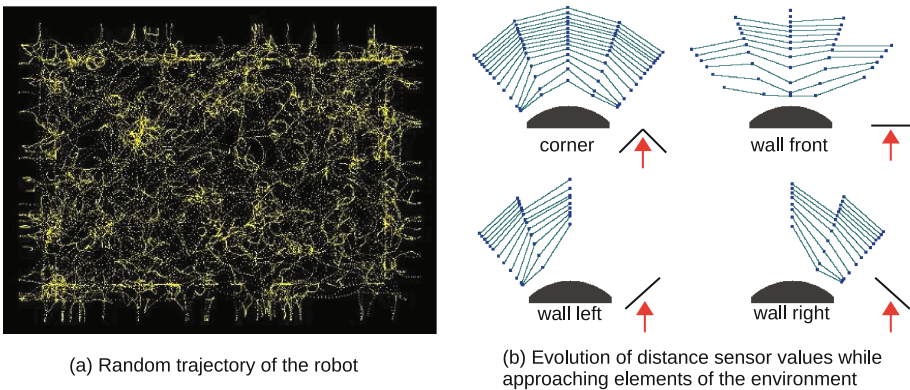 corner
wall front
wall left
wall right
(a) Random trajectory of the robot
(b) Evolution of distance sensor values while
approaching elements of the environment